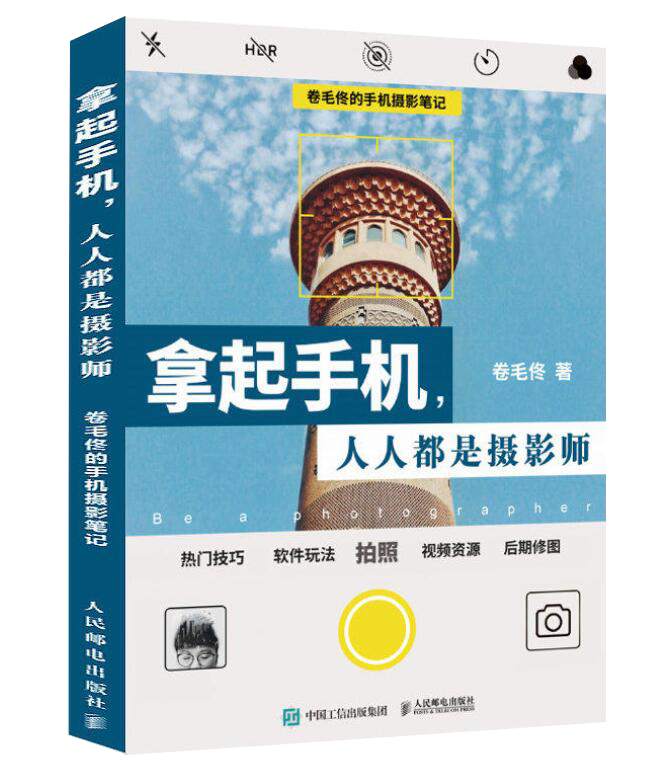 拿起手机，
人人都是摄影师
卷毛佟的手机摄影笔记
人民邮电出版社
HDR
卷毛佟的手机摄影笔记
拿起手机，
卷毛佟 著
人人都是摄影师
Be a photographer
热门技巧 软件玩法 拍照 视频资源 后期修图
中国工信出版集团 人民邮电出版社
POSTS & TELECOM PRESS